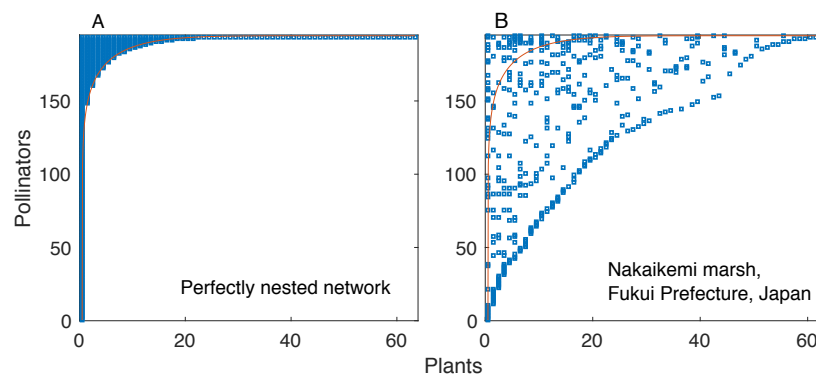 A
B
Pollinators
150
100
50
0
Perfectly nested network
0
20
40
60
150
100
50
0
Nakaikemi marsh,
Fukui Prefecture, Japan
0
20
40
60
Plants